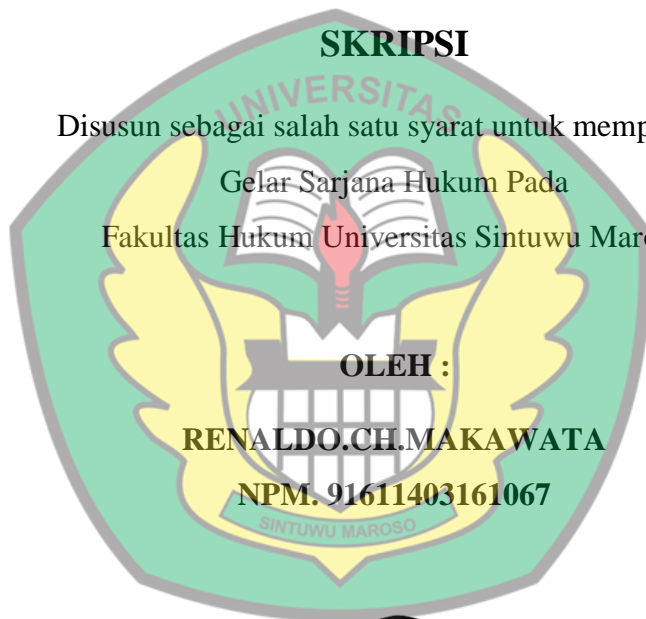 SKRIPSI
UNIVERSITAS
Disusun sebagai salah satu syarat untuk
Gelar Sarjana Hukum Pada
Fakultas Hukum Universitas Sintuwu
OLEH :
RENALDO.CH.MAKAWATA
NPM. 91611403161067
SINTUWU MAROSO